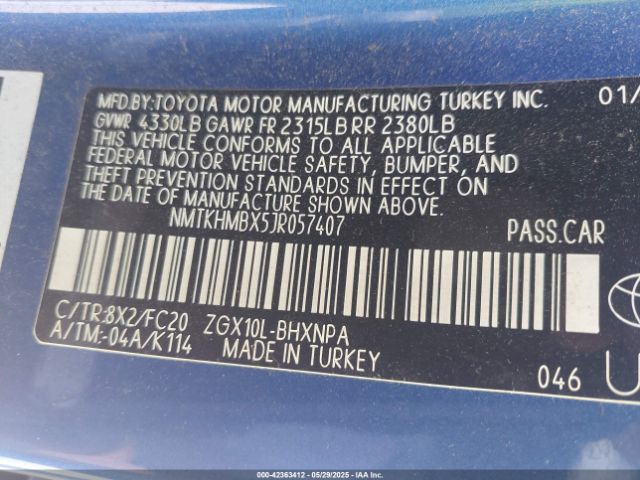 MFD.BY:TOYOTA MOTOR MANUFACTURING TURKEY INC. 01/
GVWR 4330LB GAWR FR 2315LB RR 2380LB
THIS VEHICLE CONFORMS TO ALL APPLICABLE
FEDERAL MOTOR VEHICLE SAFETY, BUMPER, AND
THEFT PREVENTION STANDARDS IN EFFECT ON
THE DATE OF MANUFACTURE SHOWN ABOVE.
NMTKHMBX5JR057407 PASS.CAR
C/TR:8X2/FC20 ZGX10L-BHXNPA
A/TM:-04A/K114 MADE IN TURKEY
046 U
000-42363412 - 05/29/2025 - IAAI.COM